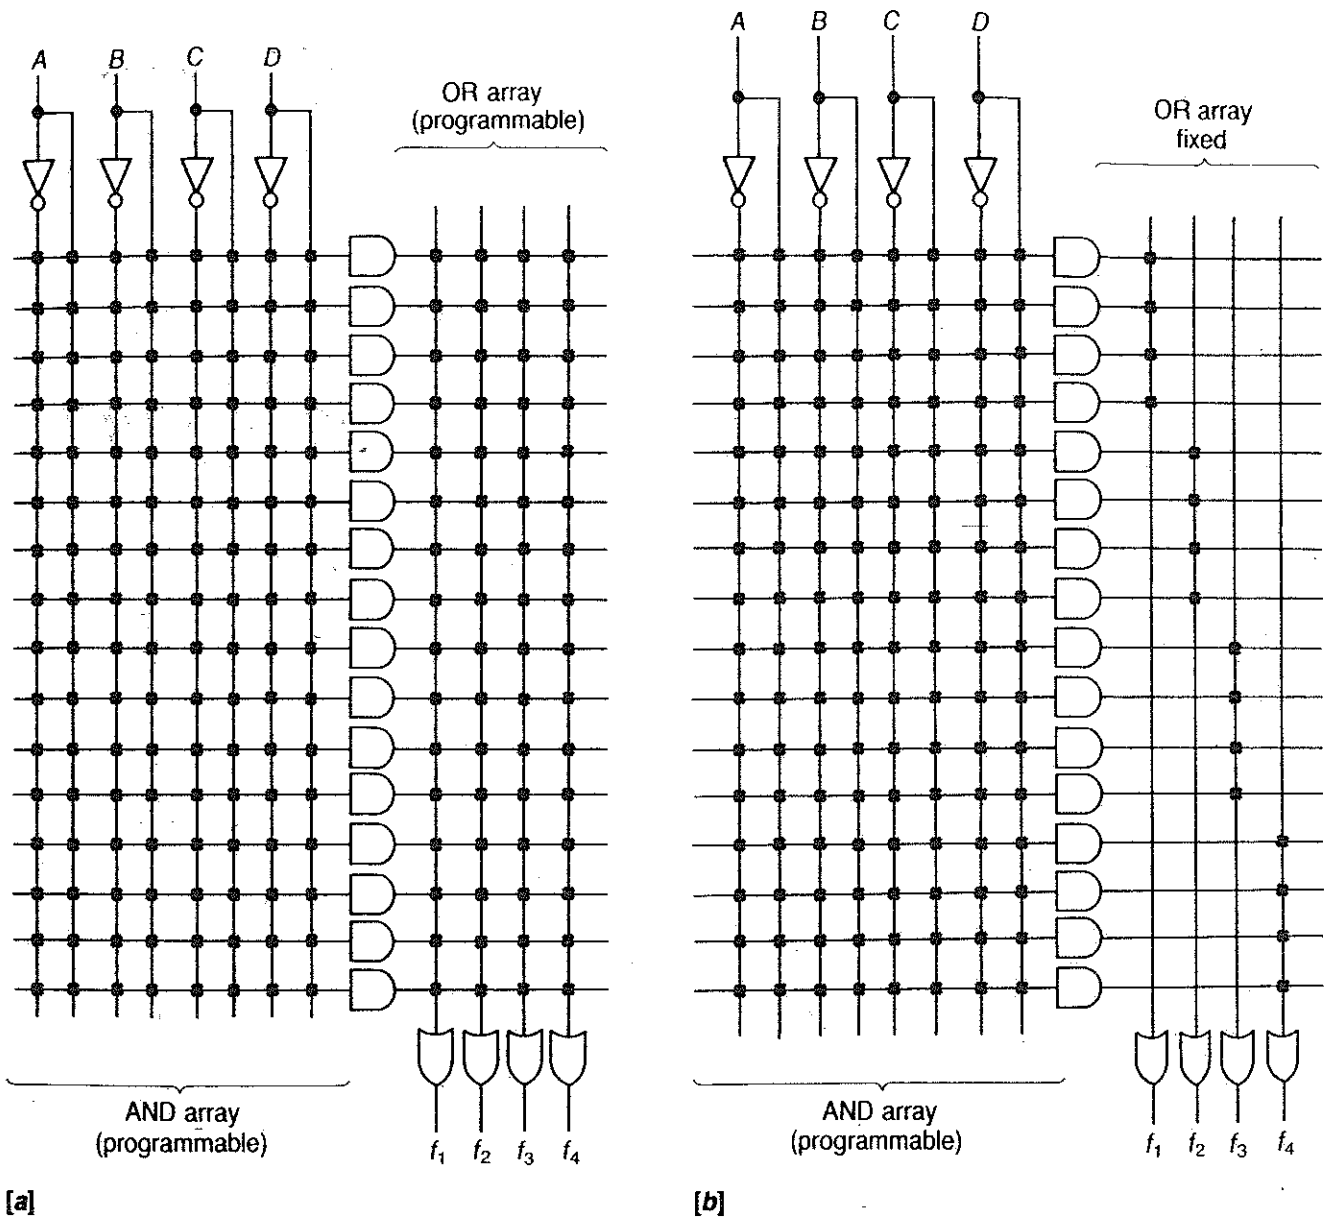 A B C D
OR array
(programmable)
AND array
(programmable)
f₁ f₂ f₃ f₄
[a]
A B C D
OR array
fixed
AND array
(programmable)
f₁ f₂ f₃ f₄
[b]